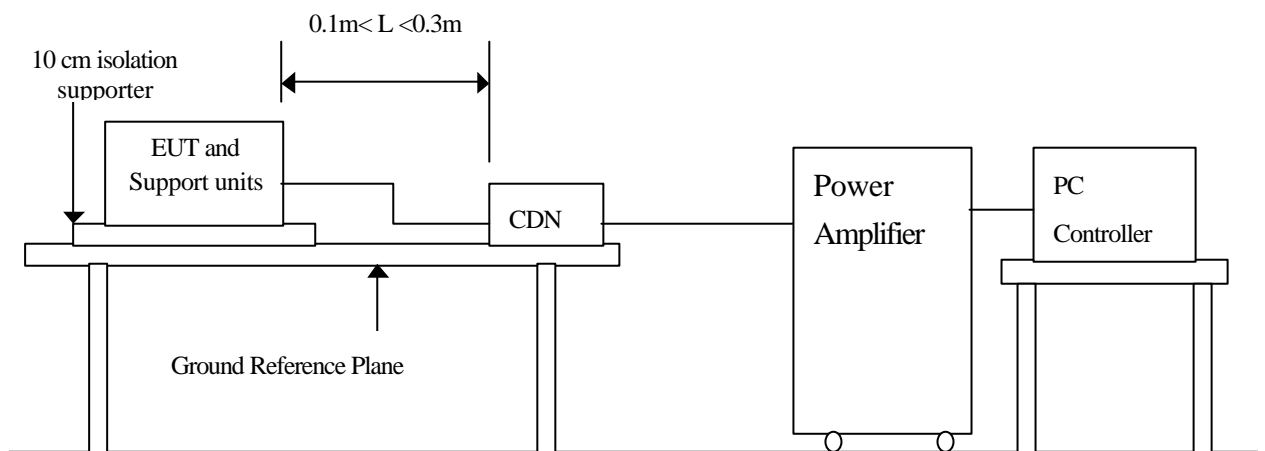 0.1m< L <0.3m
10 cm isolation
supporter
EUT and
Support units
CDN
Power
Amplifier
PC
Controller
Ground Reference Plane